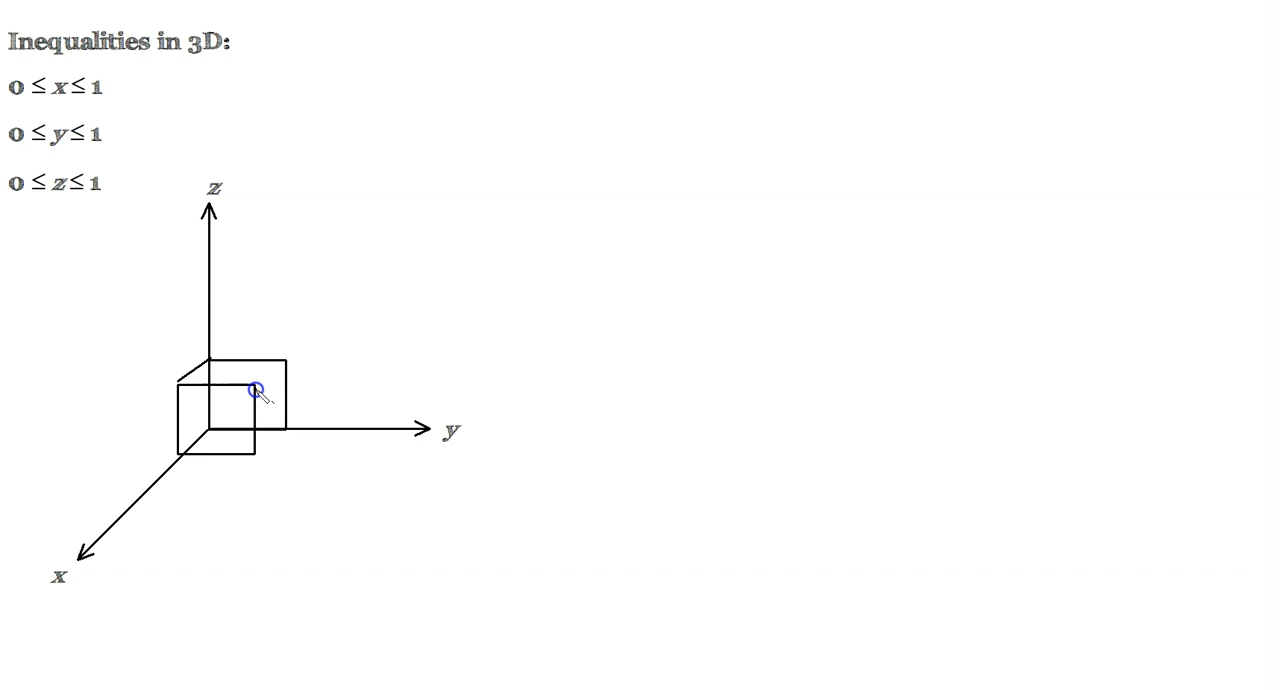 Inequalities in 3D:
0 ≤ x ≤ 1
0 ≤ y ≤ 1
0 ≤ z ≤ 1
z
y
x